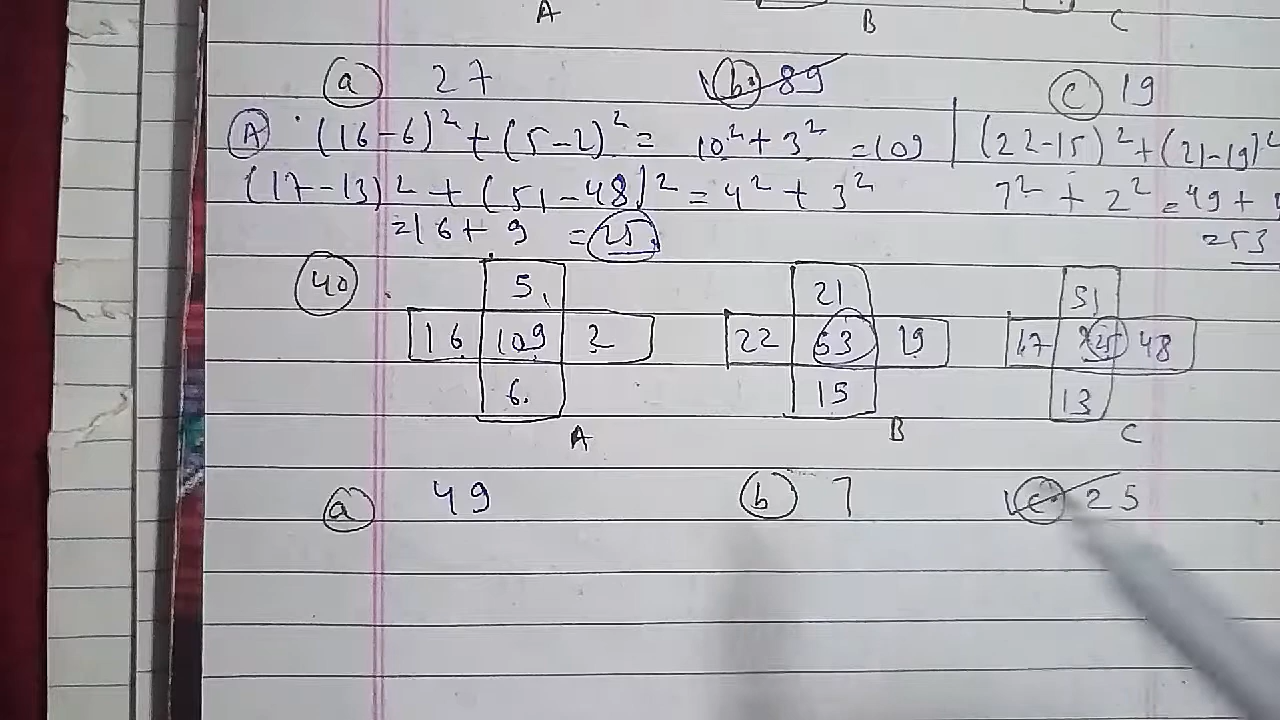 A B C
(a) 27 (b) 89 (c) 19
(A) (16-6)² + (5-2)² = 10² + 3² = 109 | (22-15)² + (21-19)²
(17-13)² + (51-48)² = 4² + 3² 7² + 2² = 49 +
=16 + 9 = 25 =53
(40) 5 21 51
16 109 2 22 53 19 17 25 48
6 15 13
A B C
(a) 49 (b) 7 (c) 25